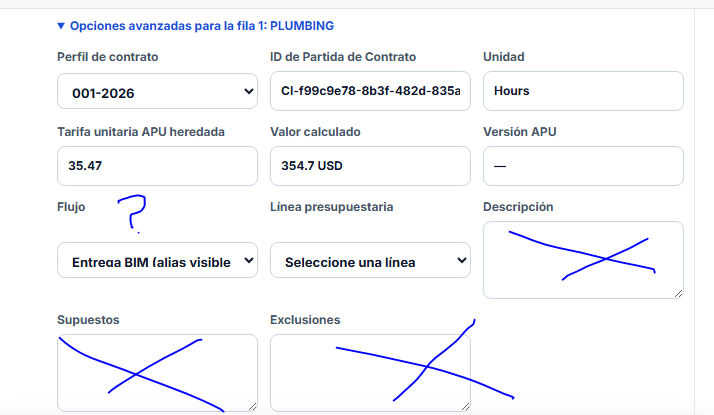 ▼ Opciones avanzadas para la fila 1: PLUMBING
Perfil de contrato ID de Partida de Contrato Unidad
001-2026 CI-f99c9e78-8b3f-482d-835a Hours
Tarifa unitaria APU heredada Valor calculado Versión APU
35.47 354.7 USD —
Flujo ? Línea presupuestaria Descripción
Entrega BIM (alias visible Seleccione una línea
Supuestos Exclusiones